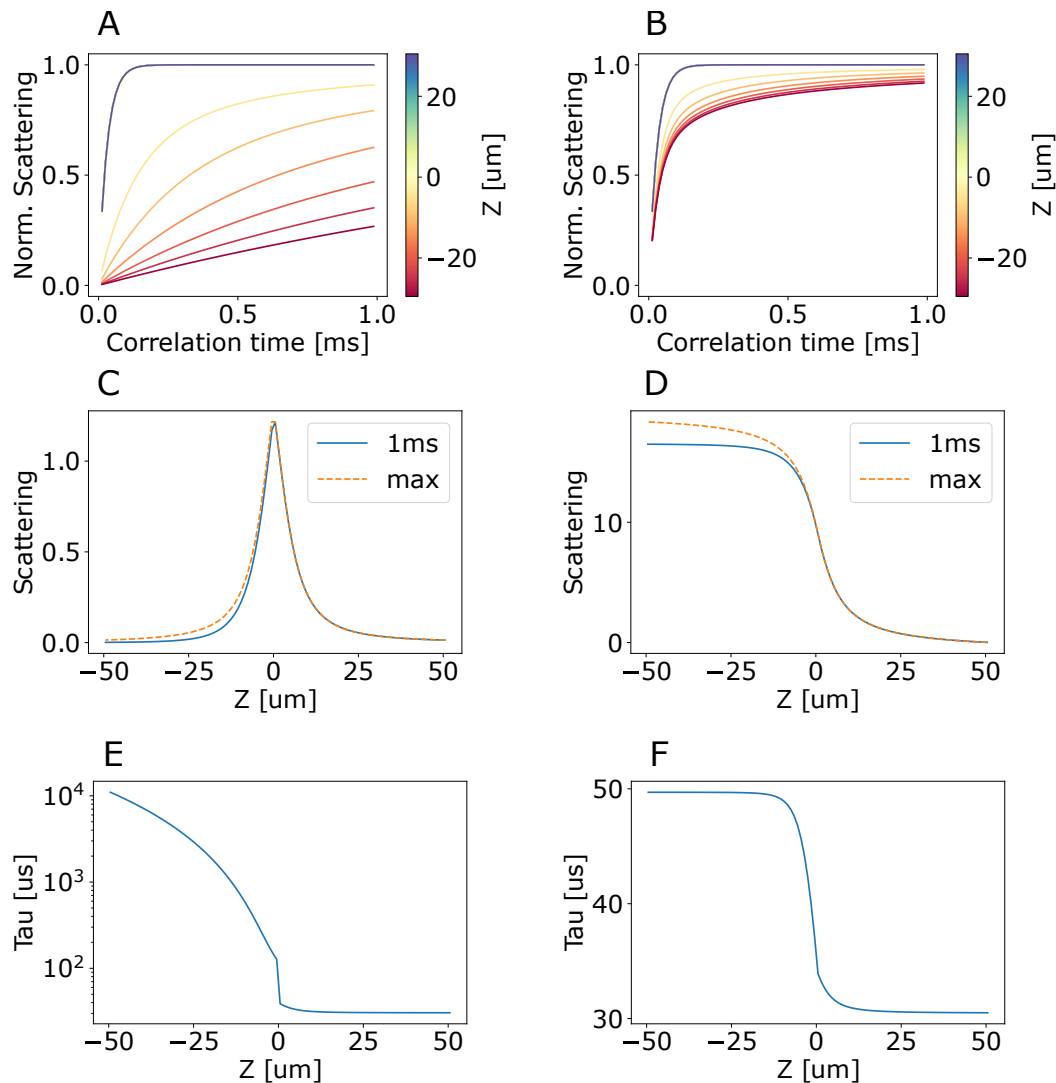 A
B
Norm. Scattering
1.0
0.5
0.0
0.0
0.5
1.0
Correlation time [ms]
20
0
−20
Z [um]
Norm. Scattering
1.0
0.5
0.0
0.0
0.5
1.0
Correlation time [ms]
20
0
−20
Z [um]
C
D
Scattering
1.0
0.5
0.0
1ms
max
−50
−25
0
25
50
Z [um]
Scattering
10
0
1ms
max
−50
−25
0
25
50
Z [um]
E
F
Tau [us]
10⁴
10³
10²
−50
−25
0
25
50
Z [um]
Tau [us]
50
40
30
−50
−25
0
25
50
Z [um]